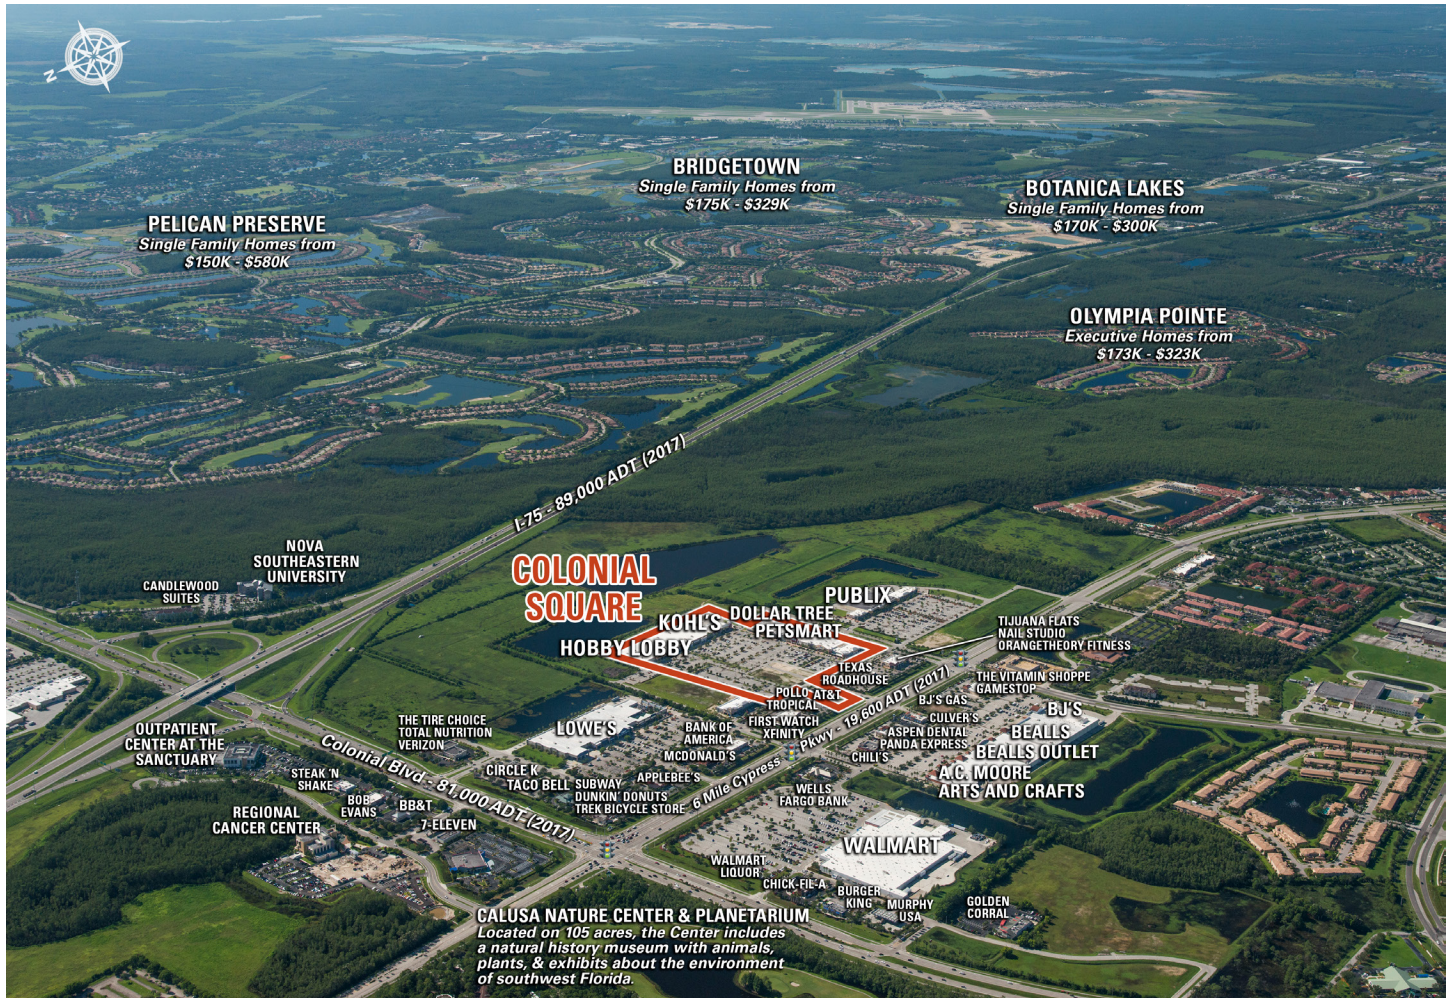 N
BRIDGETOWN
Single Family Homes from
$175K - $329K
BOTANICA LAKES
Single Family Homes from
$170K - $300K
PELICAN PRESERVE
Single Family Homes from
$150K - $580K
OLYMPIA POINTE
Executive Homes from
$173K - $323K
I-75 - 89,000 ADT (2017)
NOVA
SOUTHEASTERN
UNIVERSITY
CANDLEWOOD
SUITES
COLONIAL
SQUARE
PUBLIX
KOHL'S
DOLLAR TREE
PETSMART
HOBBY LOBBY
TIJUANA FLATS
NAIL STUDIO
ORANGETHEORY FITNESS
TEXAS
ROADHOUSE
THE VITAMIN SHOPPE
GAMESTOP
POLLO
TROPICAL
AT&T
BJ'S GAS
BJ'S
FIRST WATCH
XFINITY
CULVER'S
ASPEN DENTAL
PANDA EXPRESS
CHILI'S
BEALLS
BEALLS OUTLET
A.C. MOORE
ARTS AND CRAFTS
OUTPATIENT
CENTER AT THE
SANCTUARY
THE TIRE CHOICE
TOTAL NUTRITION
VERIZON
LOWE'S
BANK OF
AMERICA
MCDONALD'S
6 Mile Cypress Pkwy - 19,600 ADT (2017)
Colonial Blvd - 81,000 ADT (2017)
CIRCLE K
TACO BELL
APPLEBEE'S
SUBWAY
DUNKIN' DONUTS
TREK BICYCLE STORE
WELLS
FARGO BANK
STEAK 'N
SHAKE
BOB
EVANS
BB&T
7-ELEVEN
REGIONAL
CANCER CENTER
WALMART
WALMART
LIQUOR
CHICK-FIL-A
BURGER
KING
MURPHY
USA
GOLDEN
CORRAL
CALUSA NATURE CENTER & PLANETARIUM
Located on 105 acres, the Center includes
a natural history museum with animals,
plants, & exhibits about the environment
of southwest Florida.